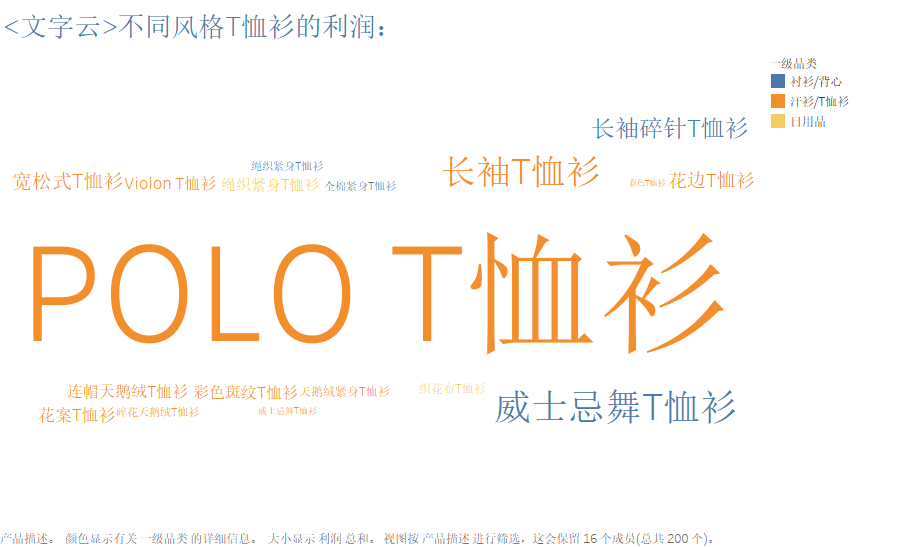 <文字云>不同风格T恤衫的利润：
一级品类
衬衫/背心
汗衫/T恤衫
日用品
长袖碎针T恤衫
绳织紧身T恤衫
长袖T恤衫
宽松式T恤衫 Violon T恤衫 绳织紧身T恤衫 全棉紧身T恤衫
彩色T恤衫 花边T恤衫
POLO T恤衫
连帽天鹅绒T恤衫 彩色斑纹T恤衫 天鹅绒紧身T恤衫 织花布T恤衫
花案T恤衫 碎花天鹅绒T恤衫 威士忌舞T恤衫
威士忌舞T恤衫
产品描述。 颜色显示有关 一级品类 的详细信息。 大小显示 利润 总和。 视图按 产品描述 进行筛选，这会保留 16 个成员(总共 200 个)。